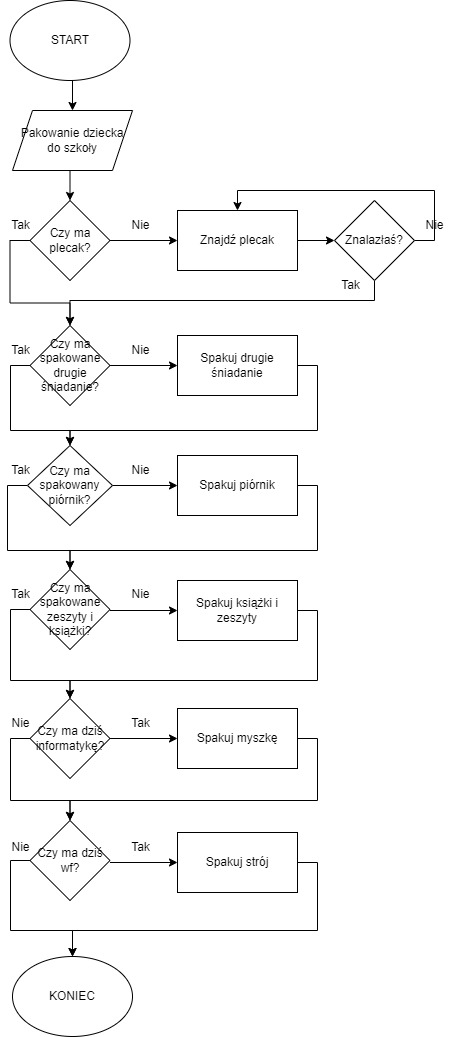 START
Pakowanie dziecka
do szkoły
Tak
Czy ma
plecak?
Nie
Znajdź plecak
Znalazłaś?
Nie
Tak
Tak
Czy ma
spakowane
drugie
śniadanie?
Nie
Spakuj drugie
śniadanie
Tak
Czy ma
spakowany
piórnik?
Nie
Spakuj piórnik
Tak
Czy ma
spakowane
zeszyty i
książki?
Nie
Spakuj książki i
zeszyty
Nie
Czy ma dziś
informatykę?
Tak
Spakuj myszkę
Nie
Czy ma dziś
wf?
Tak
Spakuj strój
KONIEC